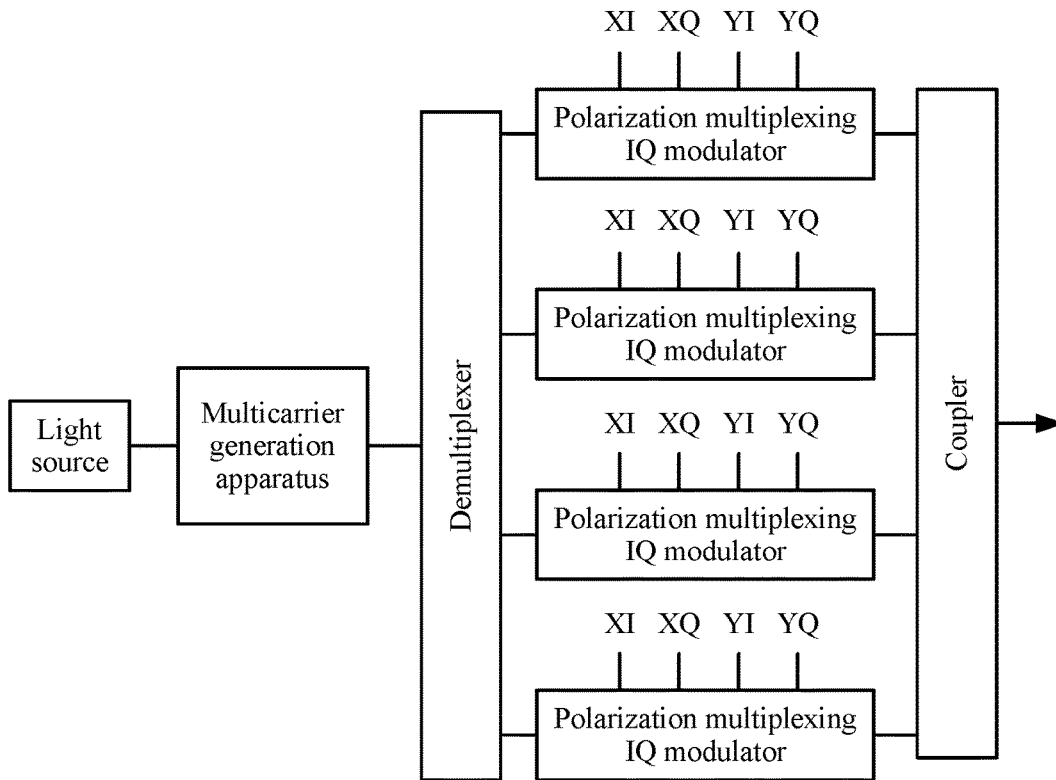 XI XQ YI YQ
Polarization multiplexing
IQ modulator
XI XQ YI YQ
Polarization multiplexing
IQ modulator
Light
source
Multicarrier
generation
apparatus
Demultiplexer
Coupler
XI XQ YI YQ
Polarization multiplexing
IQ modulator
XI XQ YI YQ
Polarization multiplexing
IQ modulator